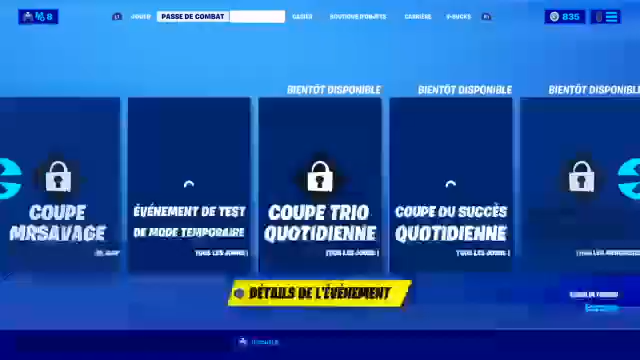 8
JOUER PASSE DE COMBAT CASIER BOUTIQUE D'OBJETS CARRIÈRE V-BUCKS
835
BIENTÔT DISPONIBLE BIENTÔT DISPONIBLE BIENTÔT DISPONIBLE
COUPE
MRSAVAGE
ÉVÉNEMENT DE TEST
DE MODE TEMPORAIRE
[TOUS LES JOURS]
COUPE TRIO
QUOTIDIENNE
[TOUS LES JOURS]
COUPE DU SUCCÈS
QUOTIDIENNE
[TOUS LES JOURS]
DÉTAILS DE L'ÉVÉNEMENT